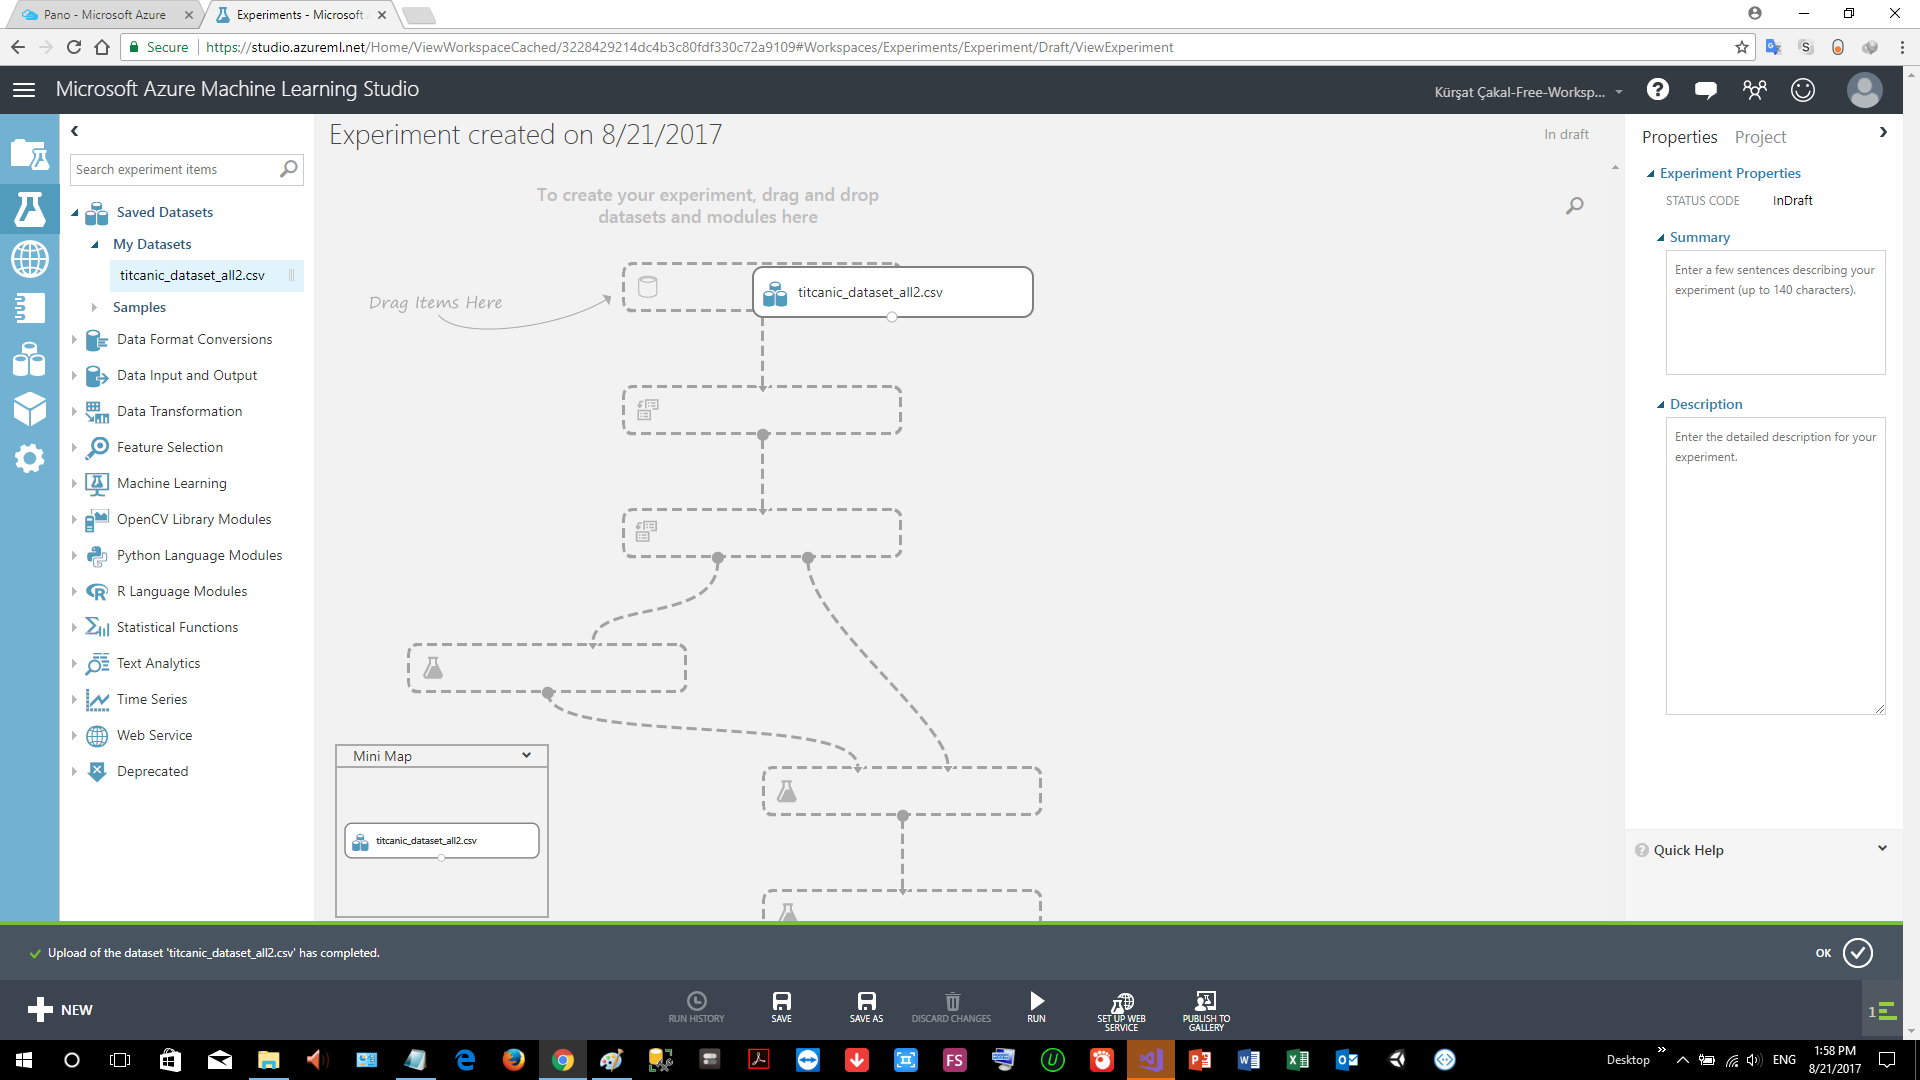 Pano - Microsoft Azure
Experiments - Microsoft
Secure
https://studio.azureml.net/Home/ViewWorkspaceCached/3228429214dc4b3c80fdf330c72a9109#Workspaces/Experiments/Experiment/Draft/ViewExperiment
Microsoft Azure Machine Learning Studio
Kürşat Çakal-Free-Worksp...
Search experiment items
Saved Datasets
My Datasets
titcanic_dataset_all2.csv
Samples
Data Format Conversions
Data Input and Output
Data Transformation
Feature Selection
Machine Learning
OpenCV Library Modules
Python Language Modules
R Language Modules
Statistical Functions
Text Analytics
Time Series
Web Service
Deprecated
Experiment created on 8/21/2017
In draft
To create your experiment, drag and drop
datasets and modules here
Drag Items Here
titcanic_dataset_all2.csv
Mini Map
titcanic_dataset_all2.csv
Properties
Project
Experiment Properties
STATUS CODE
InDraft
Summary
Enter a few sentences describing your
experiment (up to 140 characters).
Description
Enter the detailed description for your
experiment.
Quick Help
Upload of the dataset 'titcanic_dataset_all2.csv' has completed.
OK
NEW
RUN HISTORY
SAVE
SAVE AS
DISCARD CHANGES
RUN
SET UP WEB
SERVICE
PUBLISH TO
GALLERY
1
FS
Desktop
ENG
1:58 PM
8/21/2017